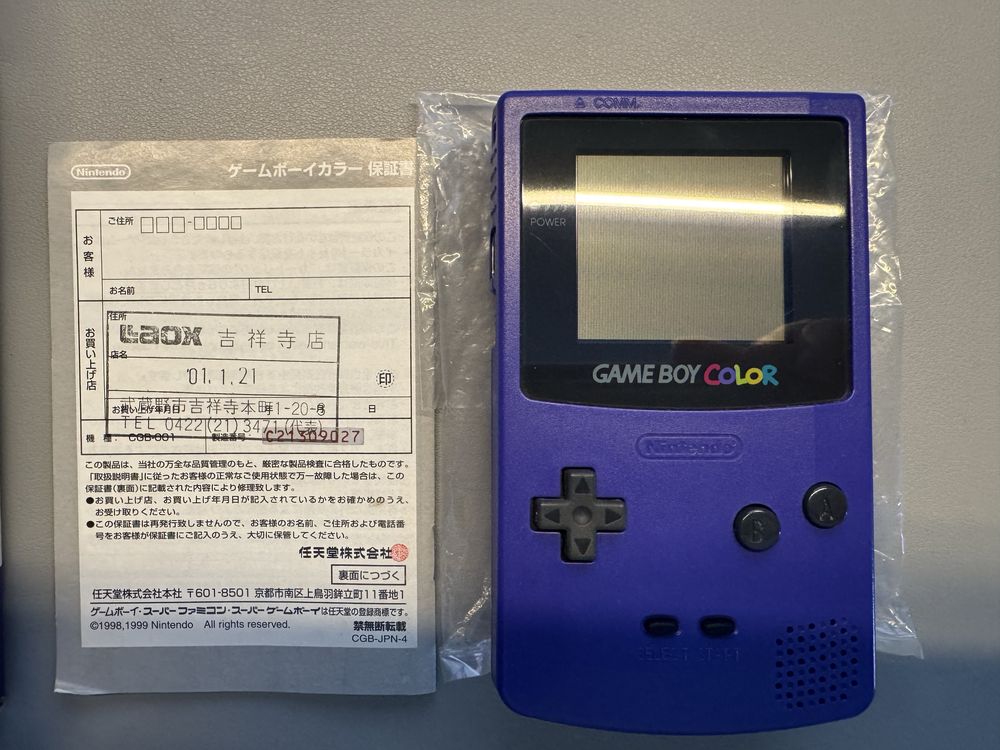 Nintendo
ゲームボーイカラー 保証書
お客様
ご住所 □□□-□□□□
お名前
TEL
お買い上げ店
住所
LAOX 吉祥寺店
店名
'01.1.21
印
武蔵野市吉祥寺本町1-20-
お買い上げ年月日 年 月 日
TEL 0422(21)3471(代表)
機種: CGB-001 製造番号: C21309027
この製品は、当社の万全な品質管理のもと、厳密な製品検査に合格したものです。
「取扱説明書」に従ったお客様の正常なご使用状態で万一故障した場合は、この
保証書(裏面)に記載された内容により修理致します。
●お買い上げ店、お買い上げ年月日が記入されているかをお確かめのうえ、
お受け取りください。
●この保証書は再発行致しませんので、お客様のお名前、ご住所および電話番
号をお客様が保証書にご記入のうえ、大切に保管してください。
任天堂株式会社
裏面につづく
任天堂株式会社本社 〒601-8501 京都市南区上鳥羽鉾立町11番地1
ゲームボーイ・スーパーファミコン・スーパーゲームボーイは任天堂の登録商標です。
©1998,1999 Nintendo All rights reserved.
禁無断転載
CGB-JPN-4
COMM.
POWER
GAME BOY COLOR
Nintendo
A
B
SELECT START